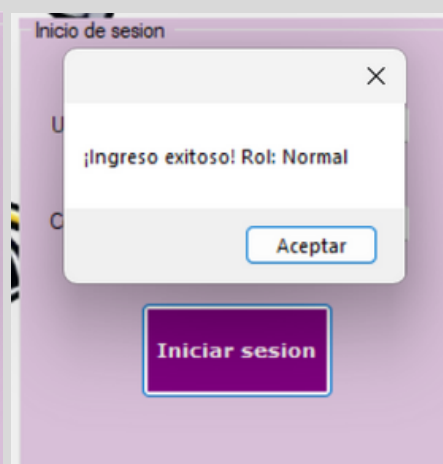 Inicio de sesion
U
¡Ingreso exitoso! Rol: Normal
C
Aceptar
Iniciar sesion